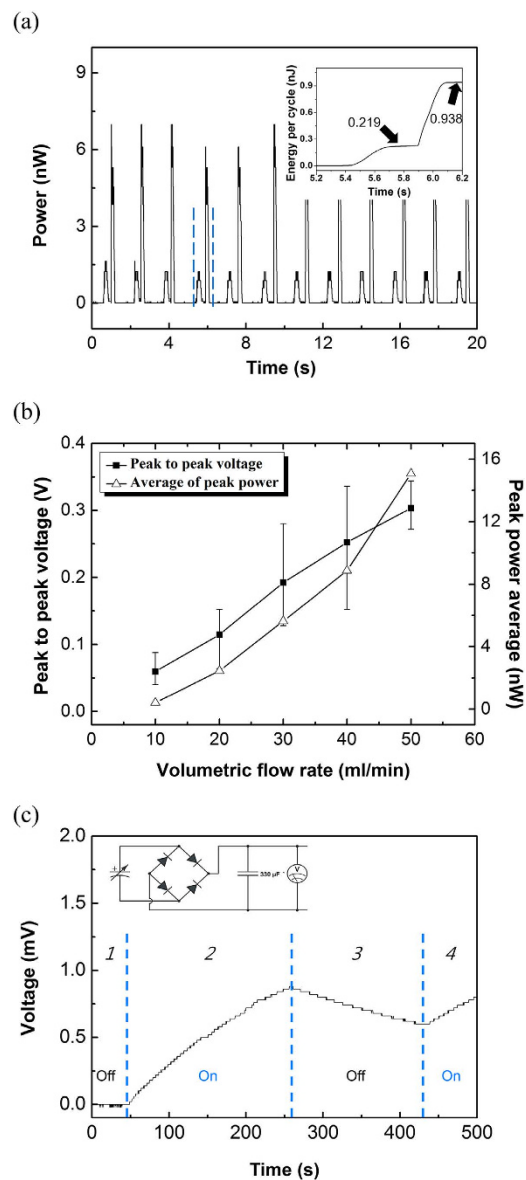 (a)
Power (nW)
9
6
3
0
0 4 8 12 16 20
Time (s)
Energy per cycle (nJ)
0.9
0.6
0.3
0.0
5.2 5.4 5.6 5.8 6.0 6.2
Time (s)
0.219
0.938
(b)
Peak to peak voltage (V)
0.4
0.3
0.2
0.1
0.0
Peak to peak voltage
Average of peak power
16
12
8
4
0
Peak power average (nW)
0 10 20 30 40 50 60
Volumetric flow rate (ml/min)
(c)
Voltage (mV)
2.0
1.5
1.0
0.5
0.0
+
330 µF
V
1 2 3 4
Off On Off On
0 100 200 300 400 500
Time (s)